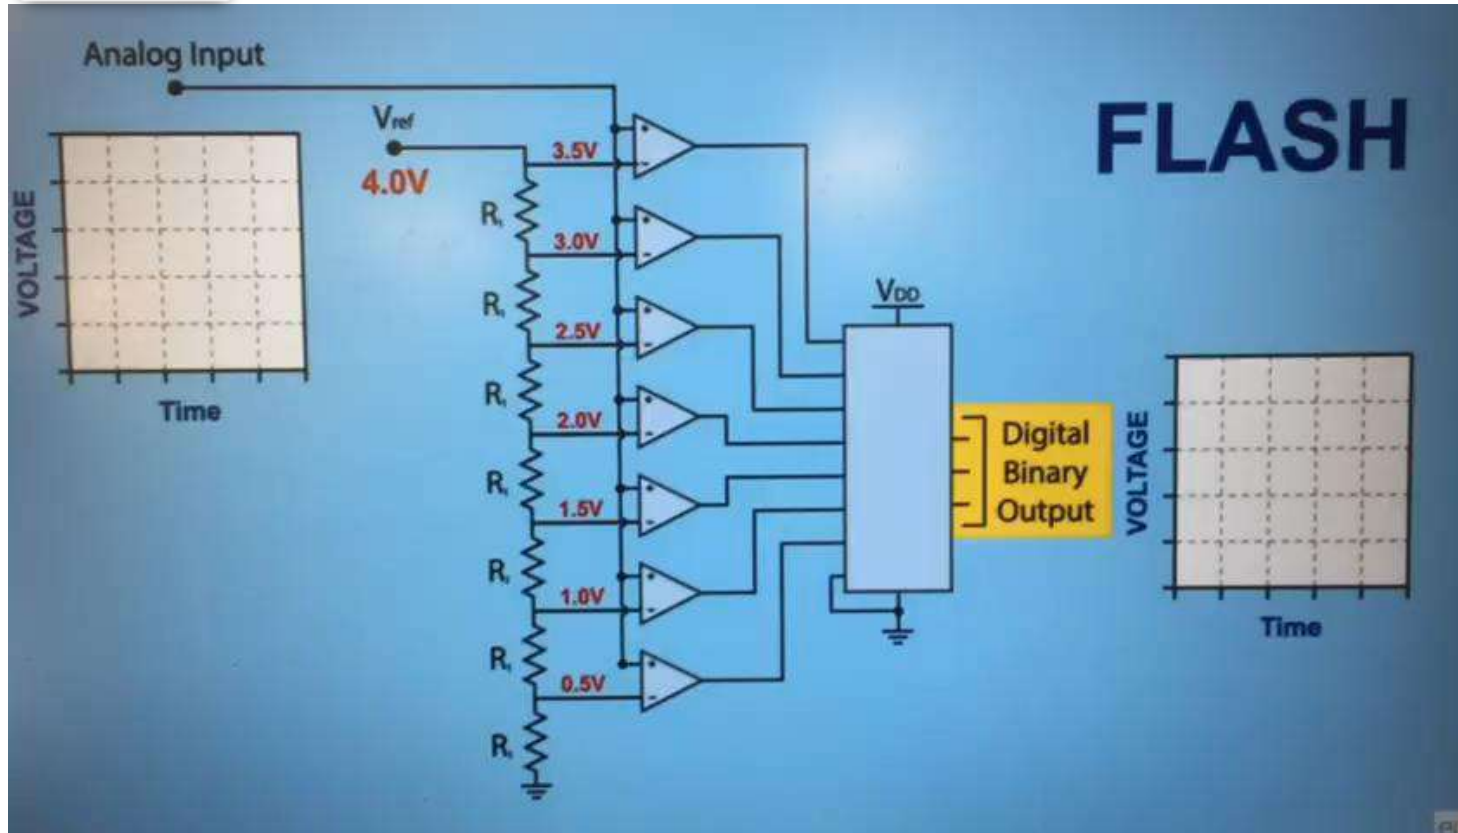 Analog Input
FLASH
Vref
4.0V
VOLTAGE
Time
3.5V
R₁
3.0V
R₁
2.5V
R₁
2.0V
R₁
1.5V
R₁
1.0V
R₁
0.5V
R₁
VDD
Digital
Binary
Output
VOLTAGE
Time